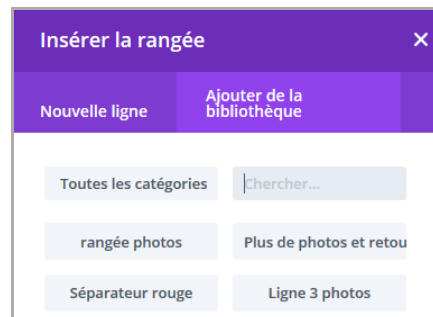 Insérer la rangée
Nouvelle ligne
Ajouter de la
bibliothèque
Toutes les catégories
Chercher...
rangée photos
Plus de photos et retou
Séparateur rouge
Ligne 3 photos